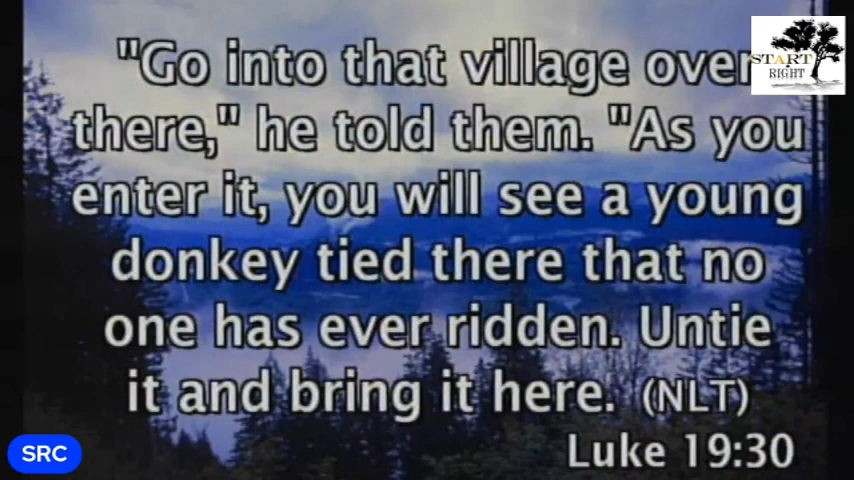 "Go into that village over
there," he told them. "As you
enter it, you will see a young
donkey tied there that no
one has ever ridden. Untie
it and bring it here. (NLT)
Luke 19:30
START
RIGHT
SRC